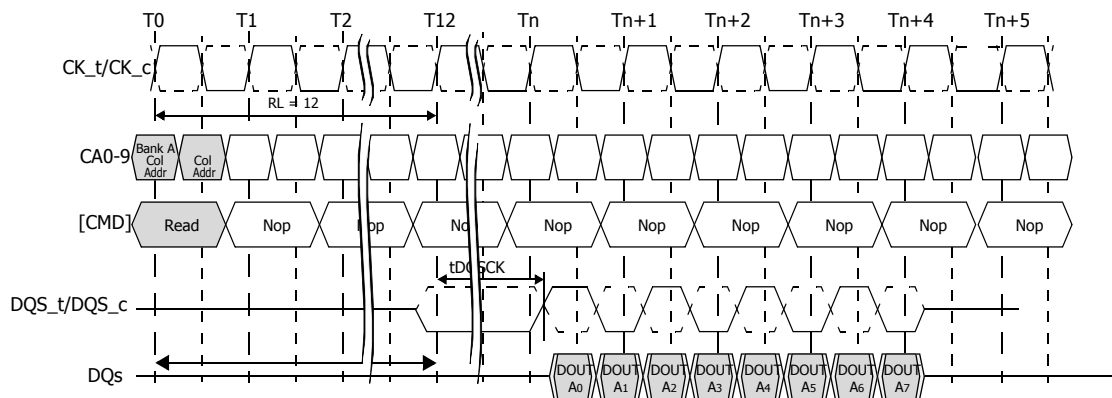 T0 T1 T2 T12 Tn Tn+1 Tn+2 Tn+3 Tn+4 Tn+5
CK_t/CK_c
RL = 12
CA0-9
Bank A
Col
Addr
Col
Addr
[CMD]
Read Nop Nop Nop Nop Nop Nop Nop Nop Nop
tDQSCK
DQS_t/DQS_c
DQs
DOUT DOUT DOUT DOUT DOUT DOUT DOUT DOUT
A0 A1 A2 A3 A4 A5 A6 A7